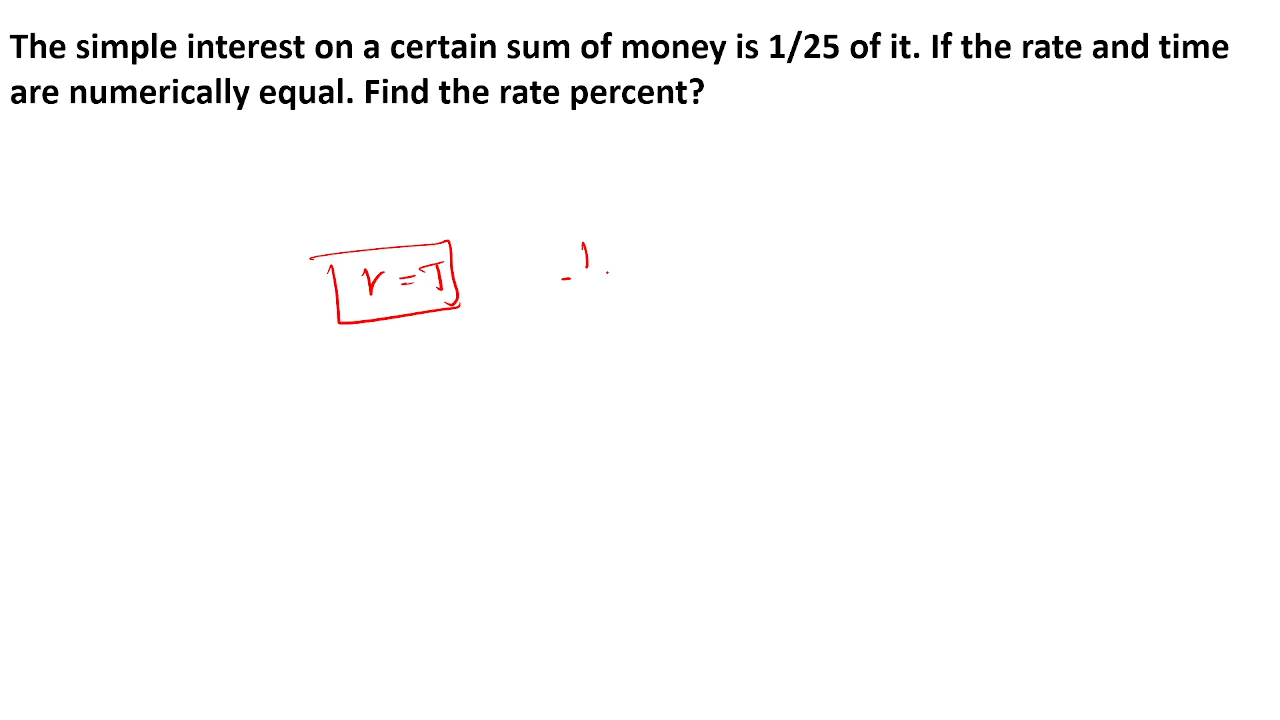 The simple interest on a certain sum of money is 1/25 of it. If the rate and time
are numerically equal. Find the rate percent?
r = T
1